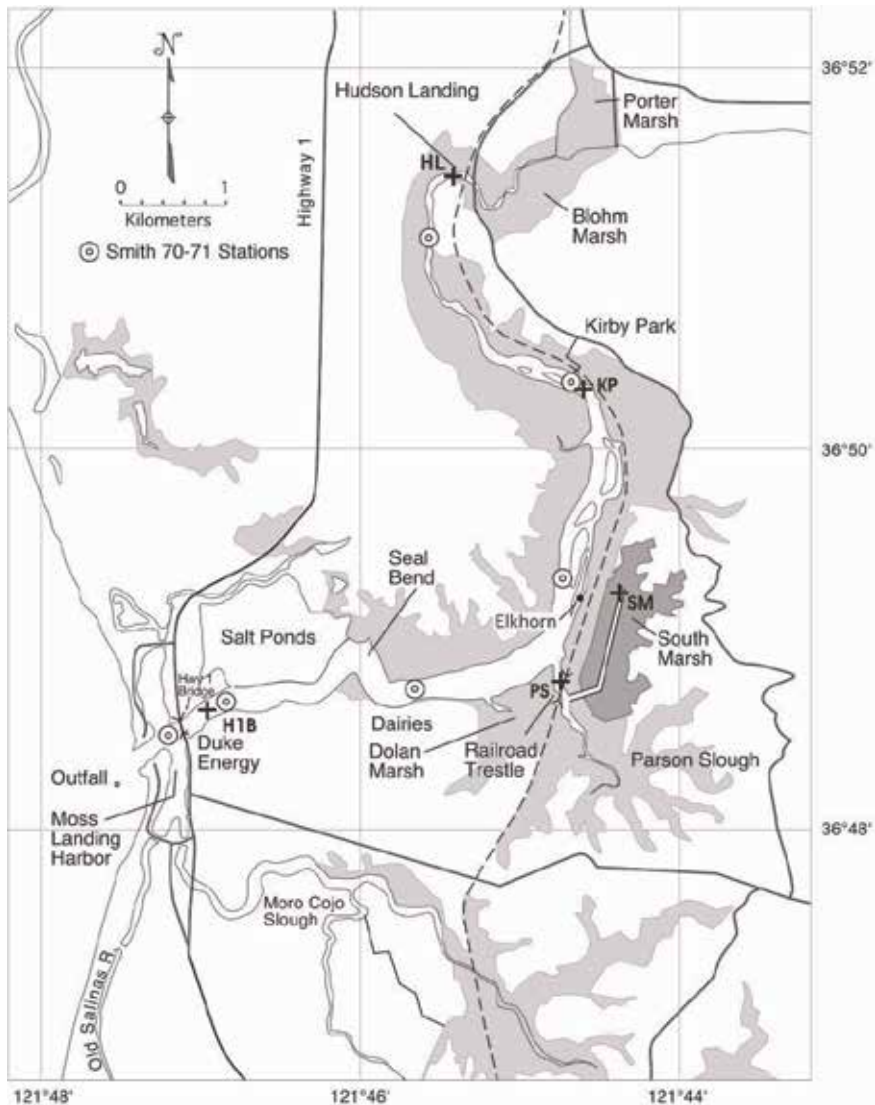 N
0 1
Kilometers
Smith 70-71 Stations
Highway 1
Hudson Landing
HL
Porter
Marsh
Blohm
Marsh
36°52'
Kirby Park
KP
36°50'
Seal
Bend
Salt Ponds
Elkhorn
SM
South
Marsh
Hwy 1
Bridge
H1B
PS
Duke
Energy
Dairies
Dolan
Marsh
Railroad
Trestle
Parson Slough
Outfall
Moss
Landing
Harbor
36°48'
Moro Cojo
Slough
Old Salinas R.
121°48'
121°46'
121°44'